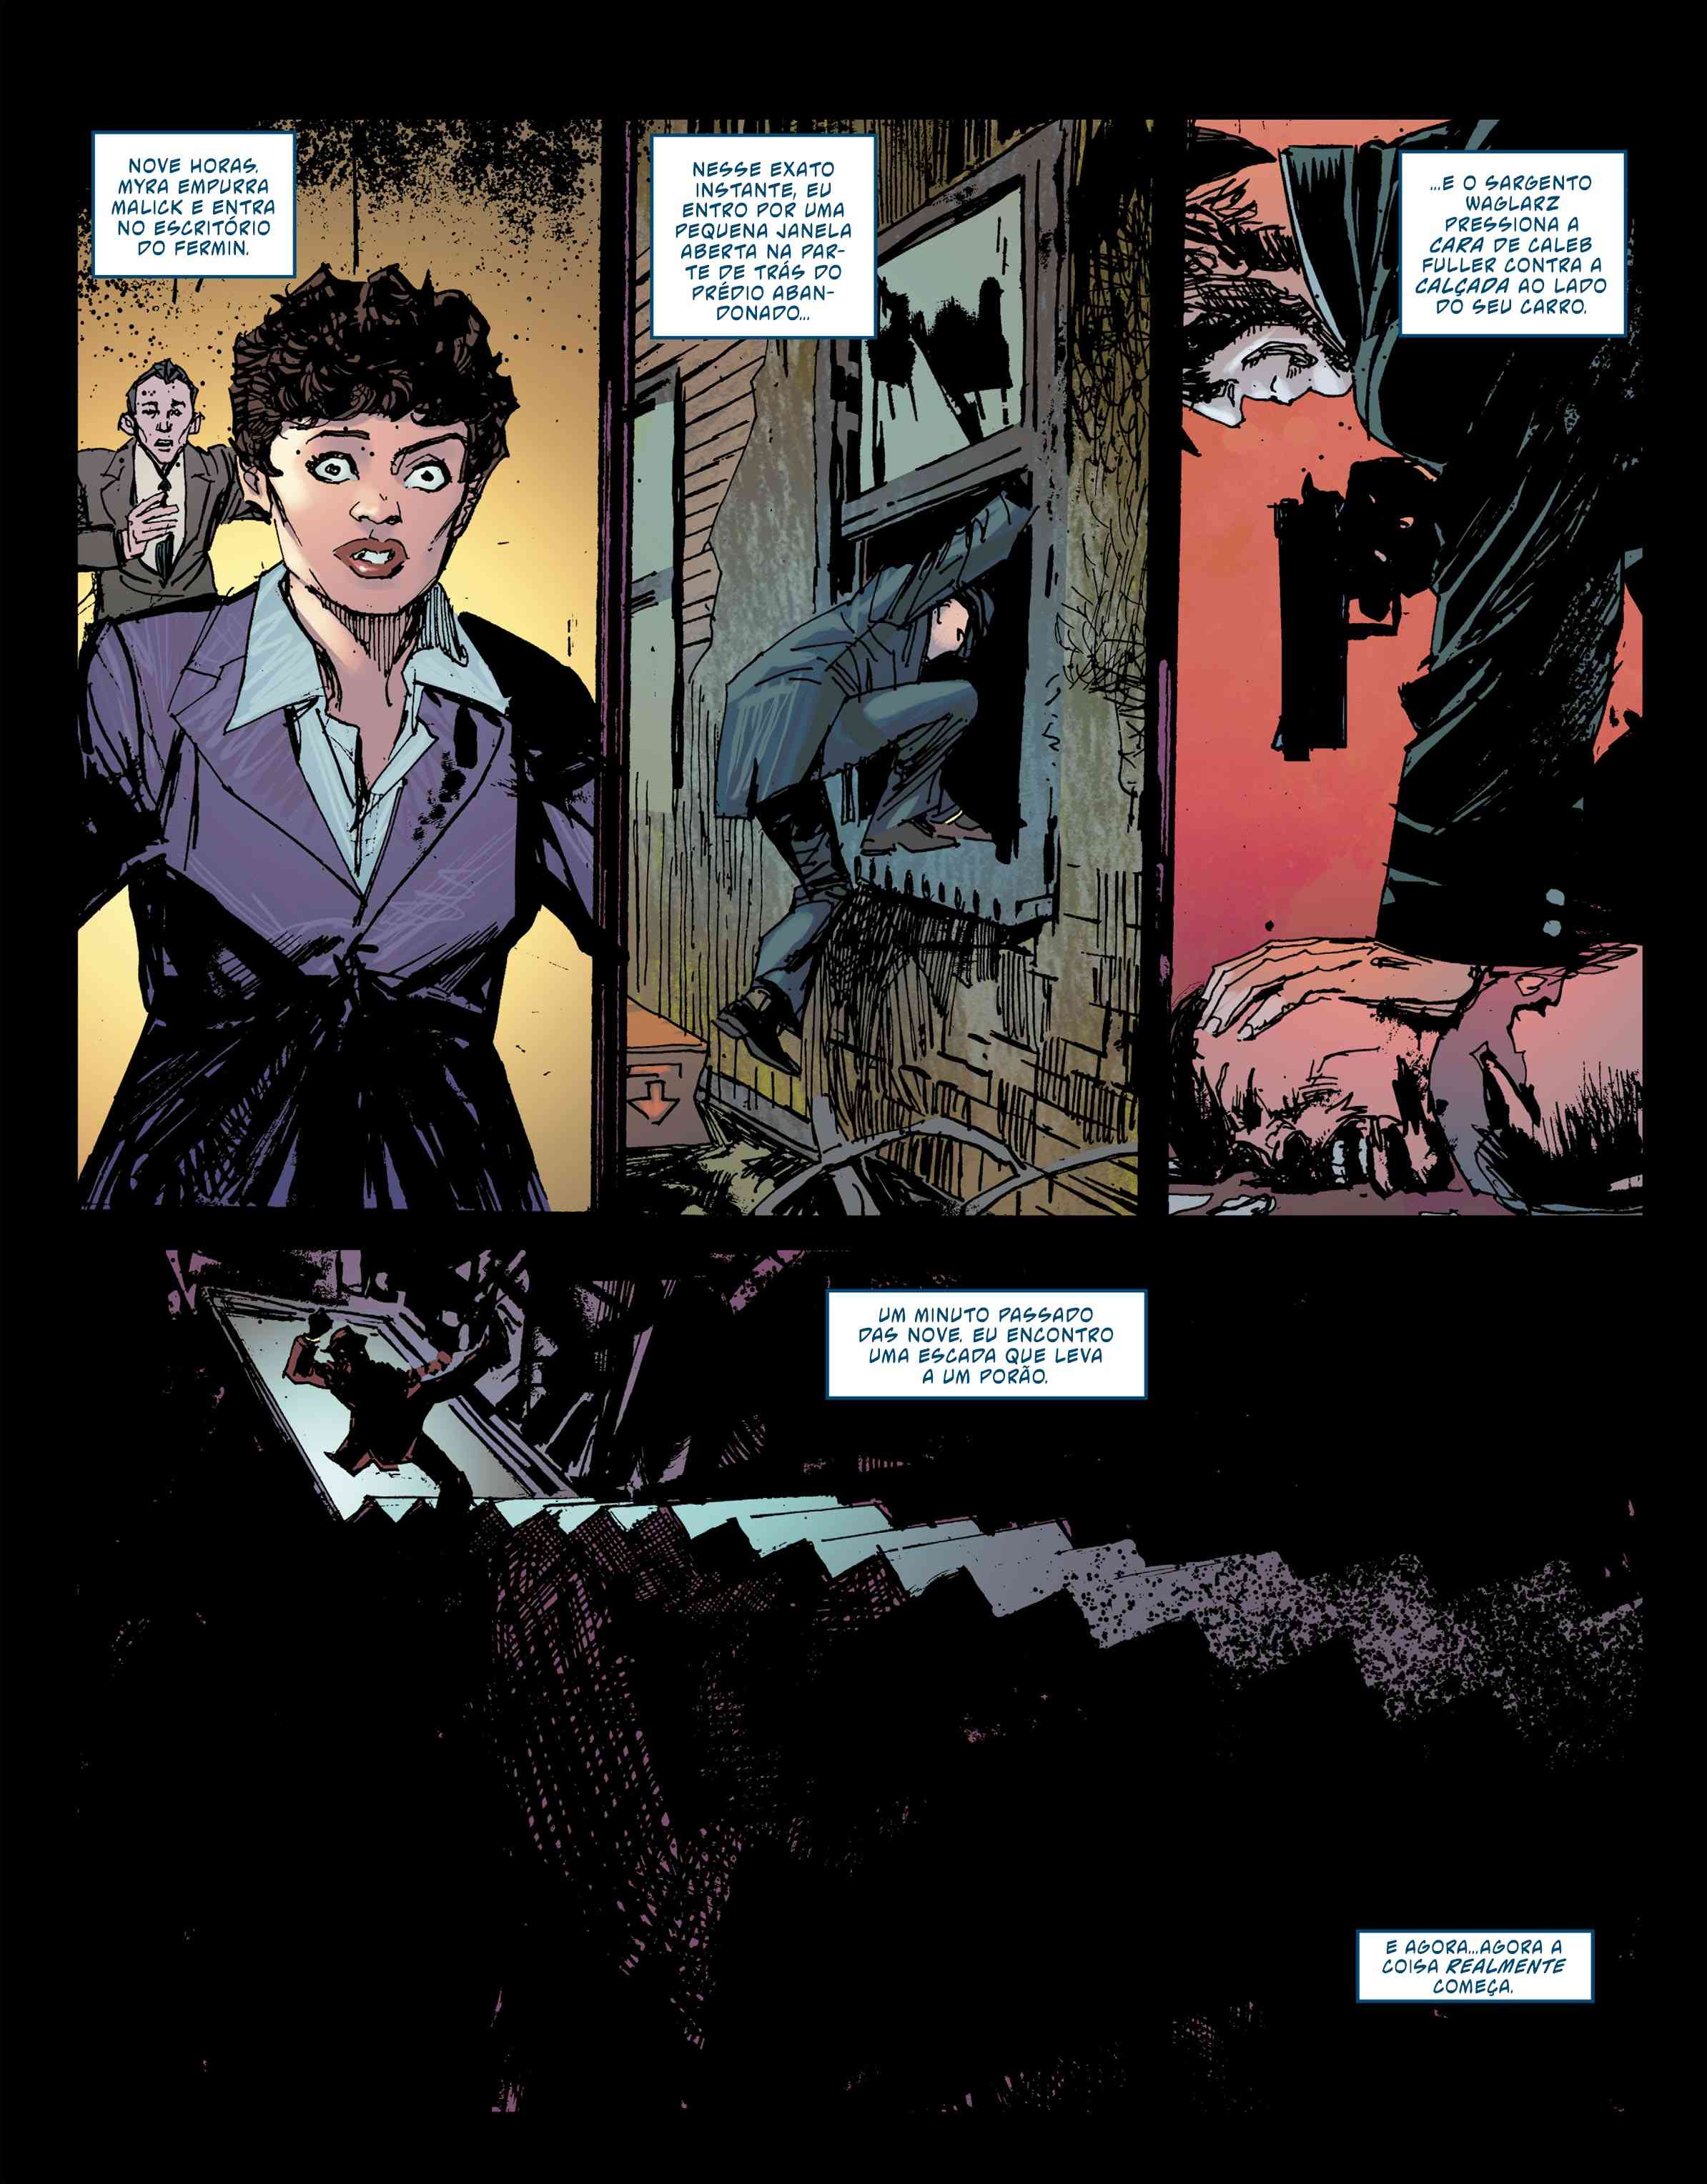 NOVE HORAS.
MYRA EMPURRA
MALICK E ENTRA
NO ESCRITÓRIO
DO FERMIN.
NESSE EXATO
INSTANTE, EU
ENTRO POR UMA
PEQUENA JANELA
ABERTA NA PAR-
TE DE TRÁS DO
PRÉDIO ABAN-
DONADO...
...E O SARGENTO
WAGLARZ
PRESSIONA A
CARA DE CALEB
FULLER CONTRA A
CALÇADA AO LADO
DO SEU CARRO.
UM MINUTO PASSADO
DAS NOVE. EU ENCONTRO
UMA ESCADA QUE LEVA
A UM PORÃO.
E AGORA...AGORA A
COISA REALMENTE
COMEÇA.